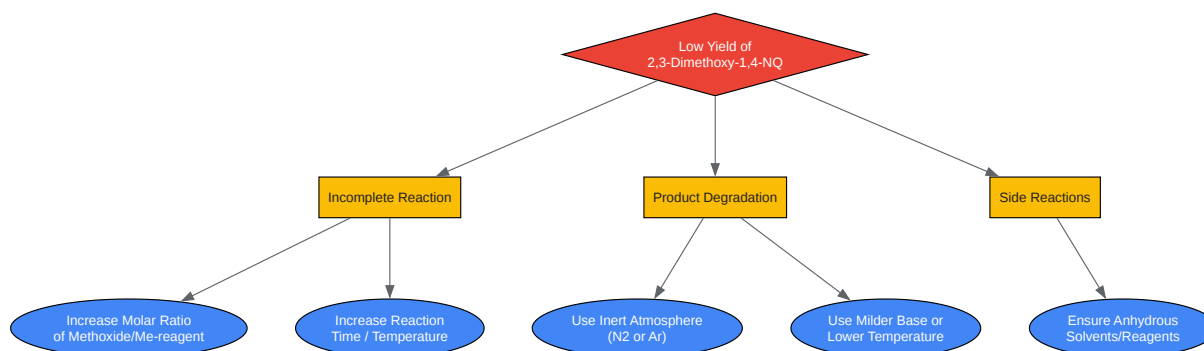 Low Yield of
2,3-Dimethoxy-1,4-NQ
Incomplete Reaction
Product Degradation
Side Reactions
Increase Molar Ratio
of Methoxide/Me-reagent
Increase Reaction
Time / Temperature
Use Inert Atmosphere
(N2 or Ar)
Use Milder Base or
Lower Temperature
Ensure Anhydrous
Solvents/Reagents